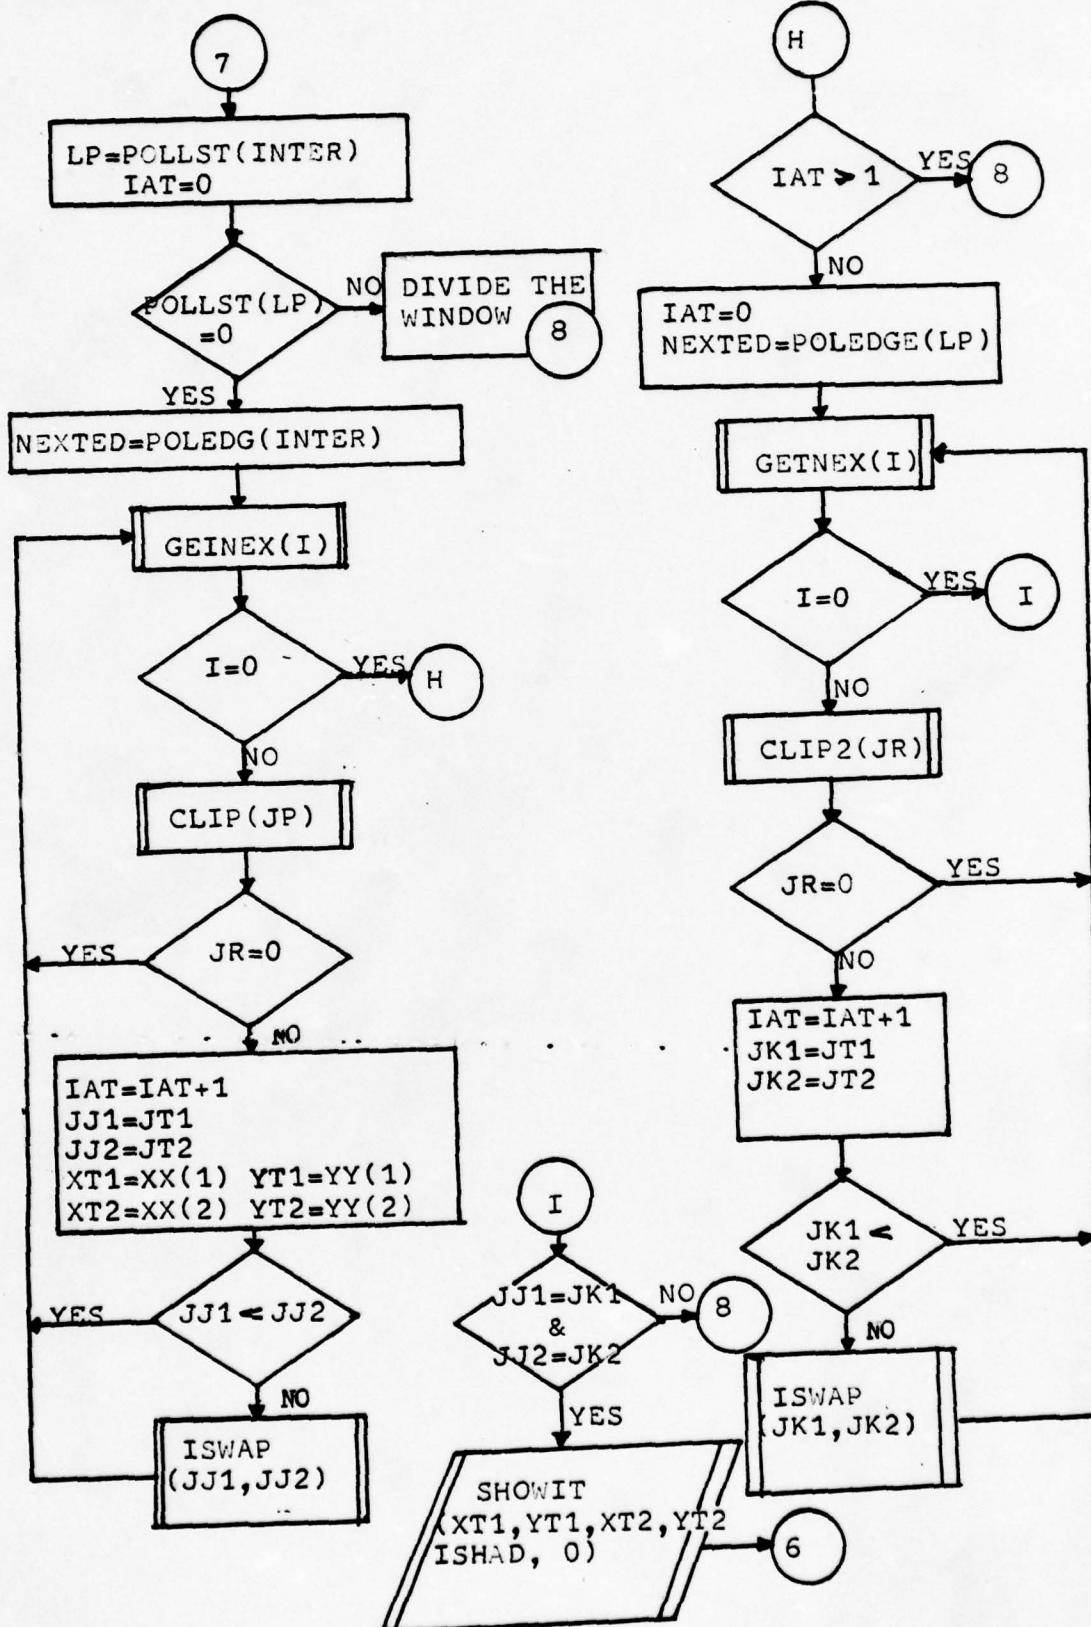 7
LP=POLLST(INTER)
IAT=0
POLLST(LP)
=0
NO
DIVIDE THE
WINDOW
8
YES
NEXTED=POLEDG(INTER)
GEINEX(I)
I=0
YES
H
NO
CLIP(JP)
JR=0
YES
NO
IAT=IAT+1
JJ1=JT1
JJ2=JT2
XT1=XX(1) YT1=YY(1)
XT2=XX(2) YT2=YY(2)
JJ1<JJ2
YES
NO
ISWAP
(JJ1,JJ2)
I
JJ1=JK1
&
JJ2=JK2
NO
8
YES
SHOWIT
(XT1,YT1,XT2,YT2
ISHAD, 0)
6
H
IAT > 1
YES
8
NO
IAT=0
NEXTED=POLEDGE(LP)
GETNEX(I)
I=0
YES
I
NO
CLIP2(JR)
JR=0
YES
NO
IAT=IAT+1
JK1=JT1
JK2=JT2
JK1<
JK2
YES
NO
ISWAP
(JK1,JK2)